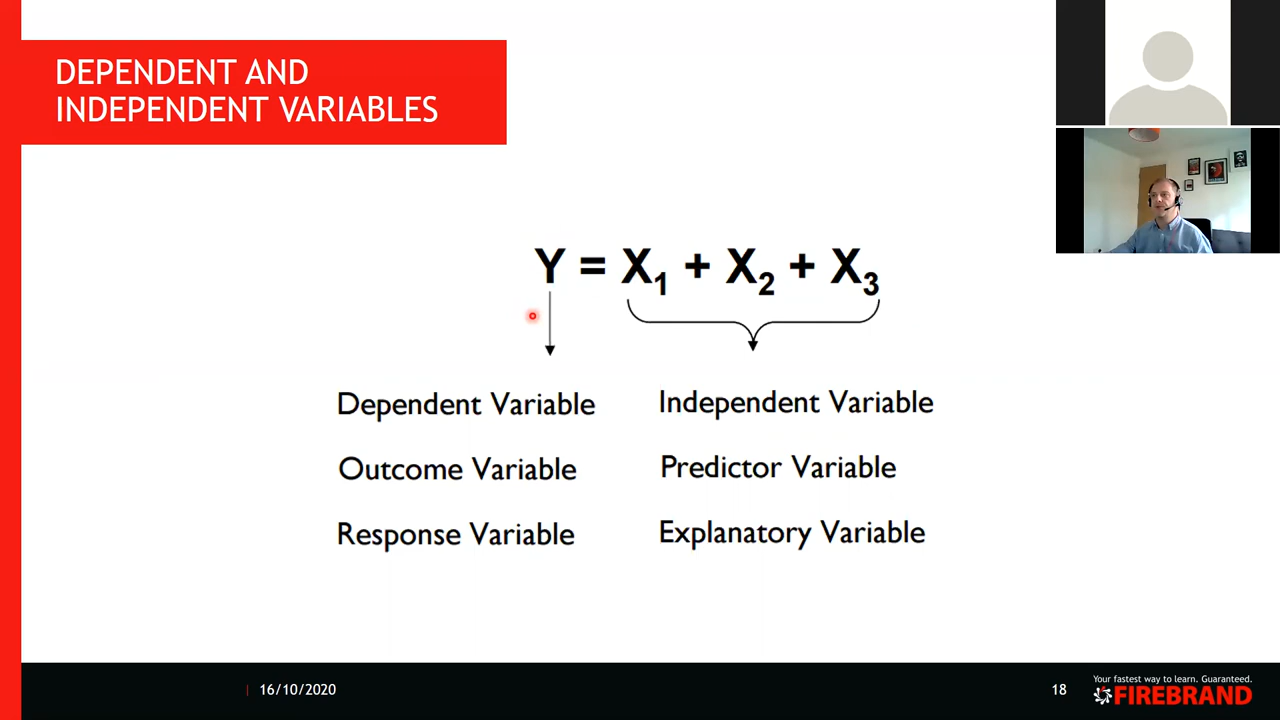 DEPENDENT AND
INDEPENDENT VARIABLES
Y = X₁ + X₂ + X₃
Dependent Variable
Independent Variable
Outcome Variable
Predictor Variable
Response Variable
Explanatory Variable
16/10/2020
18
Your fastest way to learn. Guaranteed.
FIREBRAND